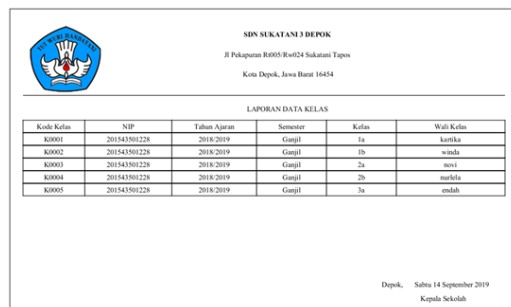 TUT WURI HANDAYANI
SDN SUKATANI 3 DEPOK
Jl Pekapuran Rt005/Rw024 Sukatani Tapos
Kota Depok, Jawa Barat 16454
LAPORAN DATA KELAS
Kode Kelas NIP Tahun Ajaran Semester Kelas Wali Kelas
K0001 201543501228 2018/2019 Ganjil 1a kartika
K0002 201543501228 2018/2019 Ganjil 1b winda
K0003 201543501228 2018/2019 Ganjil 2a novi
K0004 201543501228 2018/2019 Ganjil 2b nurlela
K0005 201543501228 2018/2019 Ganjil 3a endah
Depok, Sabtu 14 September 2019
Kepala Sekolah